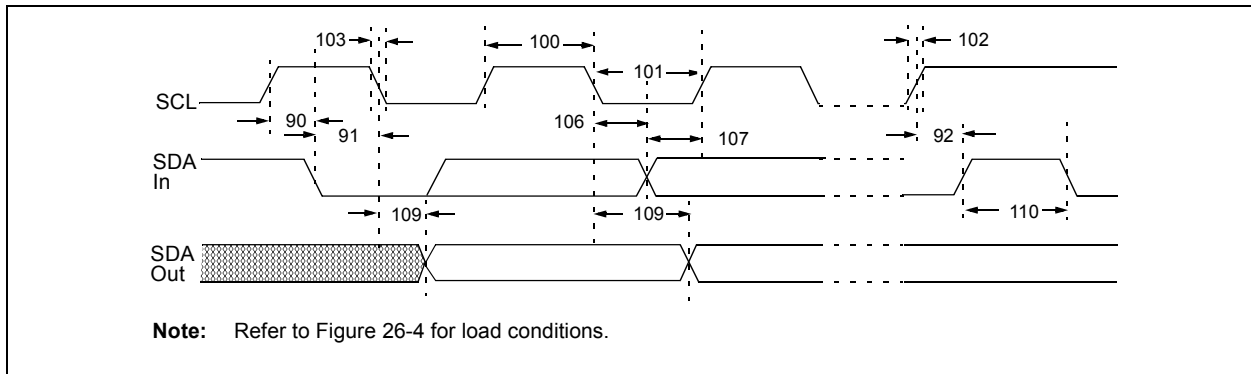 103 100 102
101
SCL
90 106 107
91 92
SDA
In
109 109 110
SDA
Out
Note: Refer to Figure 26-4 for load conditions.